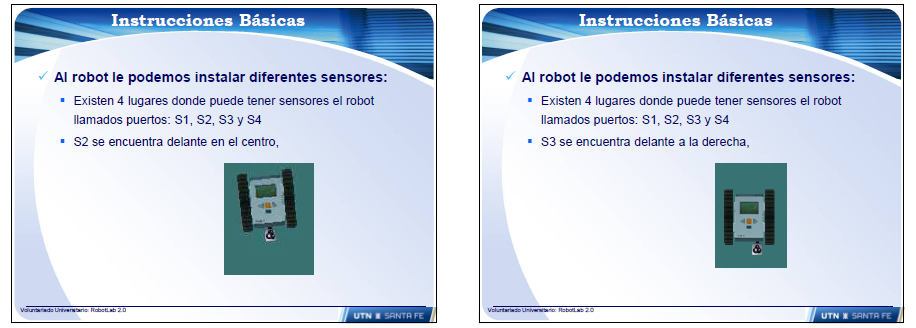 Instrucciones Básicas
Al robot le podemos instalar diferentes sensores:
Existen 4 lugares donde puede tener sensores el robot
llamados puertos: S1, S2, S3 y S4
S2 se encuentra delante en el centro,
Voluntariado Universitario: RobotLab 2.0
UTN SANTA FE
Instrucciones Básicas
Al robot le podemos instalar diferentes sensores:
Existen 4 lugares donde puede tener sensores el robot
llamados puertos: S1, S2, S3 y S4
S3 se encuentra delante a la derecha,
Voluntariado Universitario: RobotLab 2.0
UTN SANTA FE